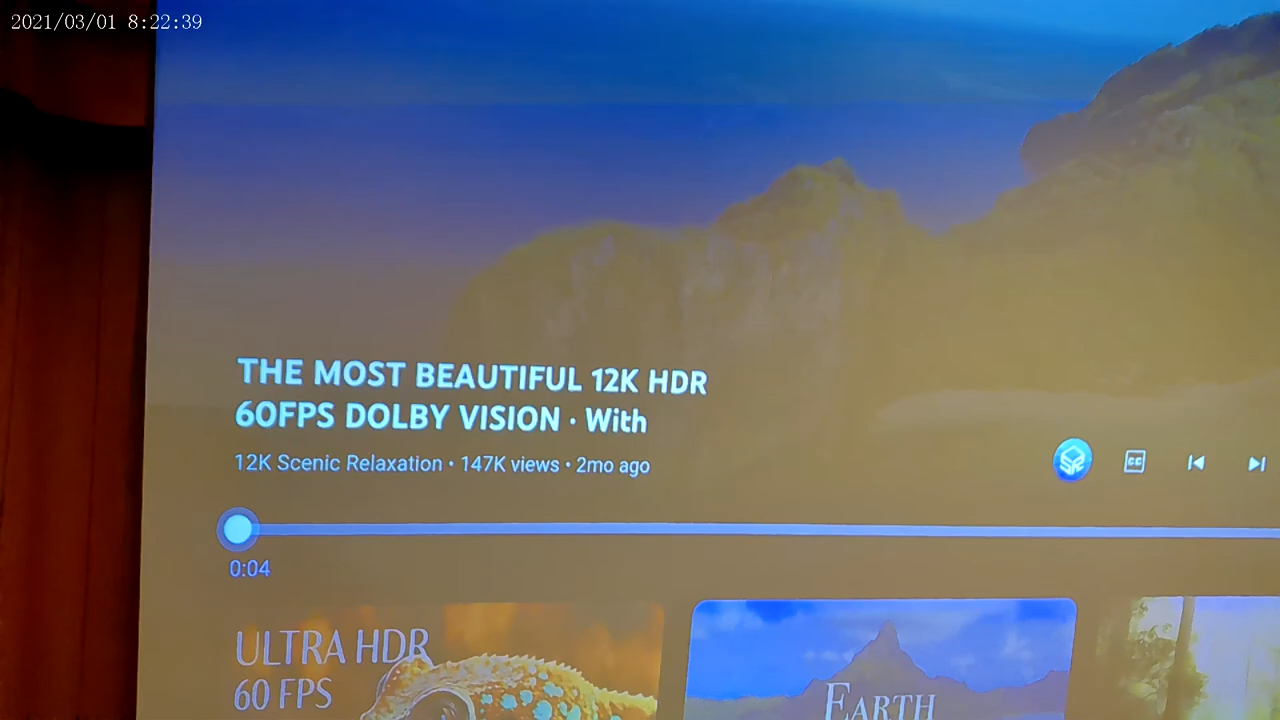 2021/03/01 8:22:39
THE MOST BEAUTIFUL 12K HDR
60FPS DOLBY VISION · With
12K Scenic Relaxation · 147K views · 2mo ago
CC
0:04
ULTRA HDR
60 FPS
EARTH